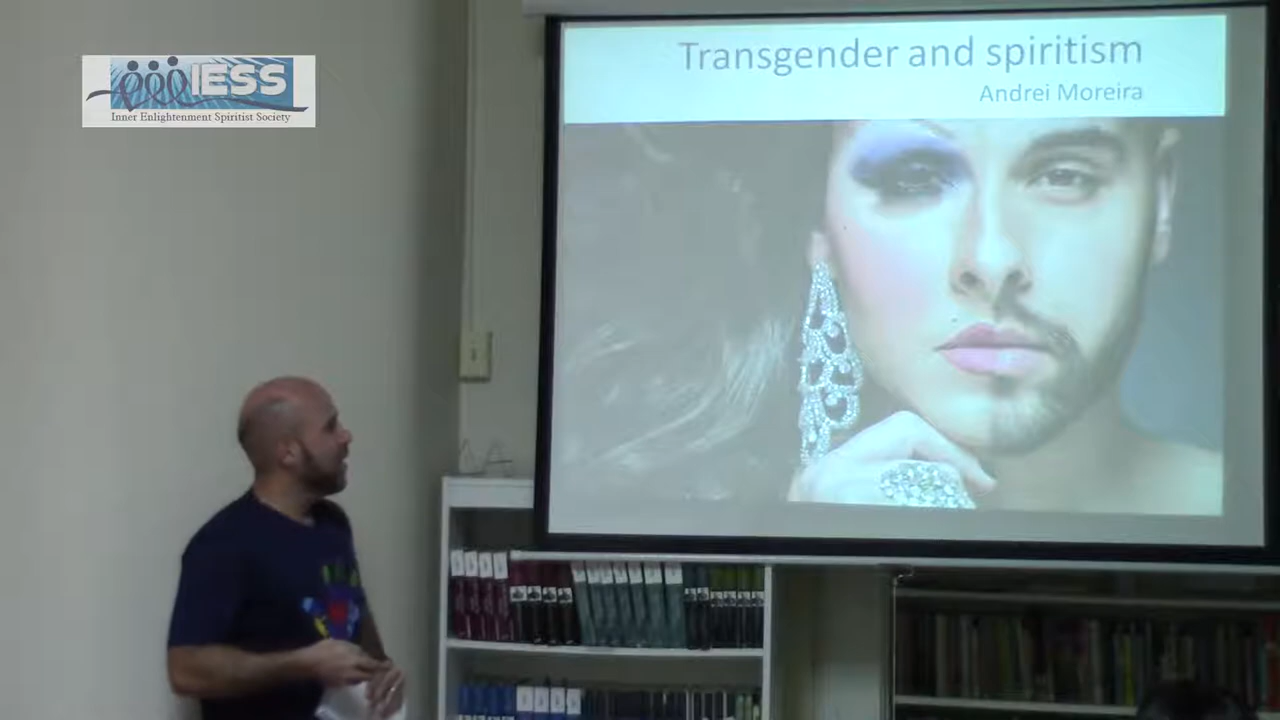 IESS
Inner Enlightenment Spiritist Society
Transgender and spiritism
Andrei Moreira